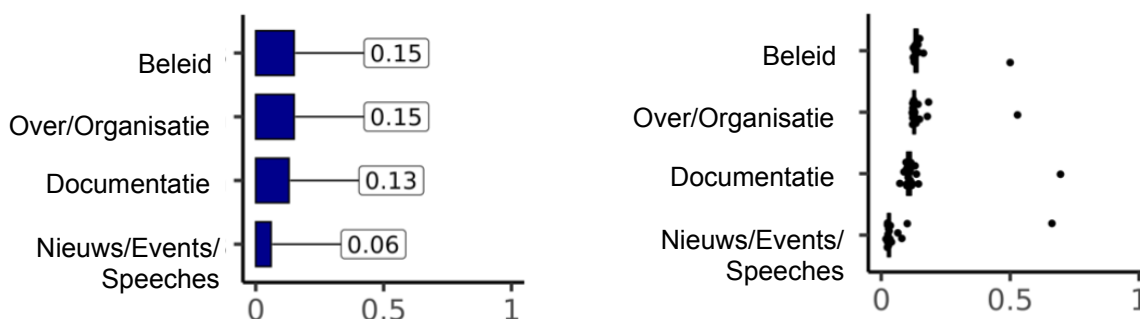 Beleid
0.15
Over/Organisatie
0.15
Documentatie
0.13
Nieuws/Events/
Speeches
0.06
0 0.5 1
Beleid
Over/Organisatie
Documentatie
Nieuws/Events/
Speeches
0 0.5 1